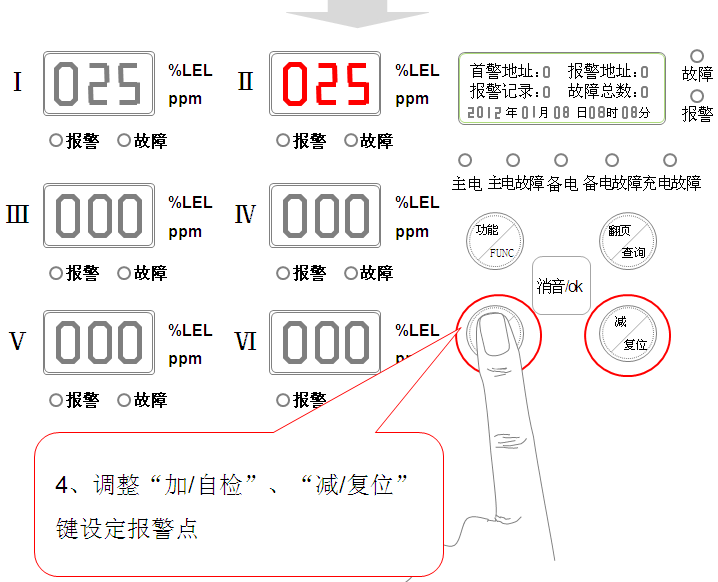 Ⅰ 025 %LEL ppm
报警 故障
Ⅱ 025 %LEL ppm
报警 故障
首警地址:0 报警地址:0
报警记录:0 故障总数:0
2012年01月08日08时08分
故障
报警
主电 主电故障 备电 备电故障 充电故障
Ⅲ 000 %LEL ppm
报警 故障
Ⅳ 000 %LEL ppm
报警 故障
功能
FUNC
翻页
查询
消音/ok
减
复位
Ⅴ 000 %LEL ppm
报警 故障
Ⅵ 000 %LEL
报警
4、调整“加/自检”、“减/复位”
键设定报警点